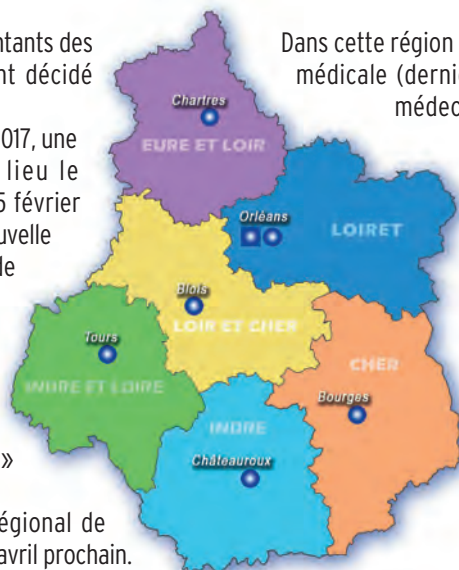 ntants des
nt décidé
017, une
lieu le
5 février
uvelle
de
»
égional de
avril prochain.
Dans cette région
médicale (dernie
médec
Chartres
EURE ET LOIR
Orléans
LOIRET
Blois
LOIR ET CHER
Tours
INDRE ET LOIRE
CHER
Bourges
INDRE
Châteauroux